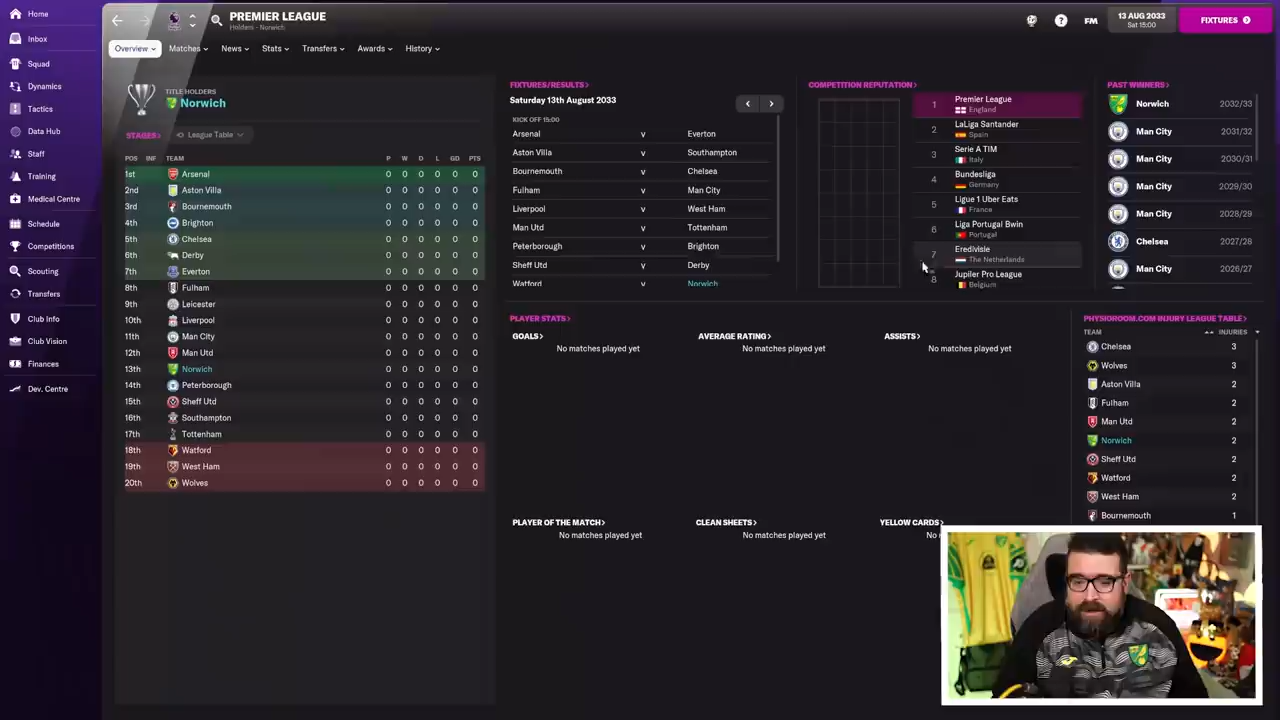 Home
Inbox
Squad
Dynamics
Tactics
Data Hub
Staff
Training
Medical Centre
Schedule
Competitions
Scouting
Transfers
Club Info
Club Vision
Finances
Dev. Centre
PREMIER LEAGUE
Holders - Norwich
FM
13 AUG 2033
Sat 15:00
FIXTURES
Overview
Matches
News
Stats
Transfers
Awards
History
TITLE HOLDERS
Norwich
STAGES>
League Table
POS INF TEAM P W D L GD PTS
1st Arsenal 0 0 0 0 0 0
2nd Aston Villa 0 0 0 0 0 0
3rd Bournemouth 0 0 0 0 0 0
4th Brighton 0 0 0 0 0 0
5th Chelsea 0 0 0 0 0 0
6th Derby 0 0 0 0 0 0
7th Everton 0 0 0 0 0 0
8th Fulham 0 0 0 0 0 0
9th Leicester 0 0 0 0 0 0
10th Liverpool 0 0 0 0 0 0
11th Man City 0 0 0 0 0 0
12th Man Utd 0 0 0 0 0 0
13th Norwich 0 0 0 0 0 0
14th Peterborough 0 0 0 0 0 0
15th Sheff Utd 0 0 0 0 0 0
16th Southampton 0 0 0 0 0 0
17th Tottenham 0 0 0 0 0 0
18th Watford 0 0 0 0 0 0
19th West Ham 0 0 0 0 0 0
20th Wolves 0 0 0 0 0 0
FIXTURES/RESULTS>
Saturday 13th August 2033
KICK OFF 15:00
Arsenal v Everton
Aston Villa v Southampton
Bournemouth v Chelsea
Fulham v Man City
Liverpool v West Ham
Man Utd v Tottenham
Peterborough v Brighton
Sheff Utd v Derby
Watford v Norwich
COMPETITION REPUTATION>
1 Premier League
England
2 LaLiga Santander
Spain
3 Serie A TIM
Italy
4 Bundesliga
Germany
5 Ligue 1 Uber Eats
France
6 Liga Portugal Bwin
Portugal
7 Eredivisie
The Netherlands
8 Jupiler Pro League
Belgium
PAST WINNERS>
Norwich 2032/33
Man City 2031/32
Man City 2030/31
Man City 2029/30
Man City 2028/29
Chelsea 2027/28
Man City 2026/27
PLAYER STATS>
GOALS>
No matches played yet
AVERAGE RATING>
No matches played yet
ASSISTS>
No matches played yet
PLAYER OF THE MATCH>
No matches played yet
CLEAN SHEETS>
No matches played yet
YELLOW CARDS>
PHYSIOROOM.COM INJURY LEAGUE TABLE>
TEAM INJURIES
Chelsea 3
Wolves 3
Aston Villa 2
Fulham 2
Man Utd 2
Norwich 2
Sheff Utd 2
Watford 2
West Ham 2
Bournemouth 1